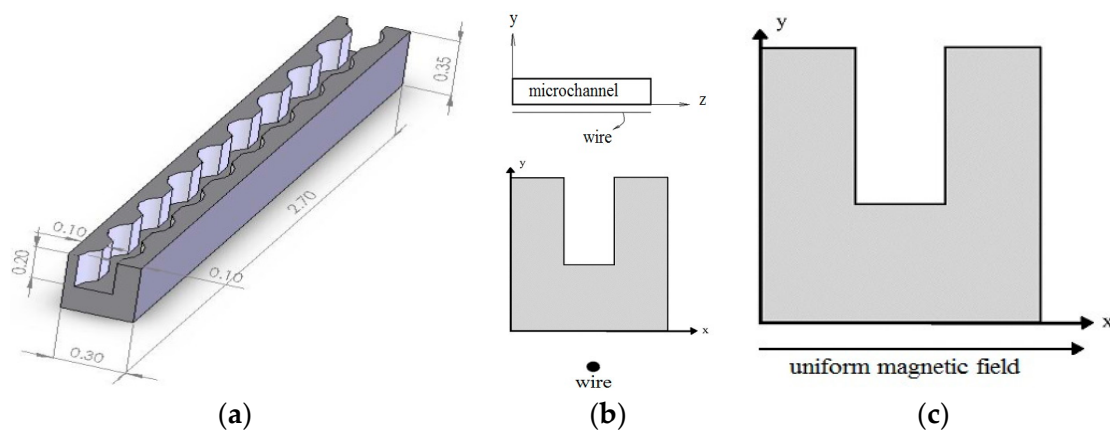 0.35
2.70
0.10
0.20
0.10
0.30
(a)
y
microchannel
z
wire
y
x
wire
(b)
y
x
uniform magnetic field
(c)